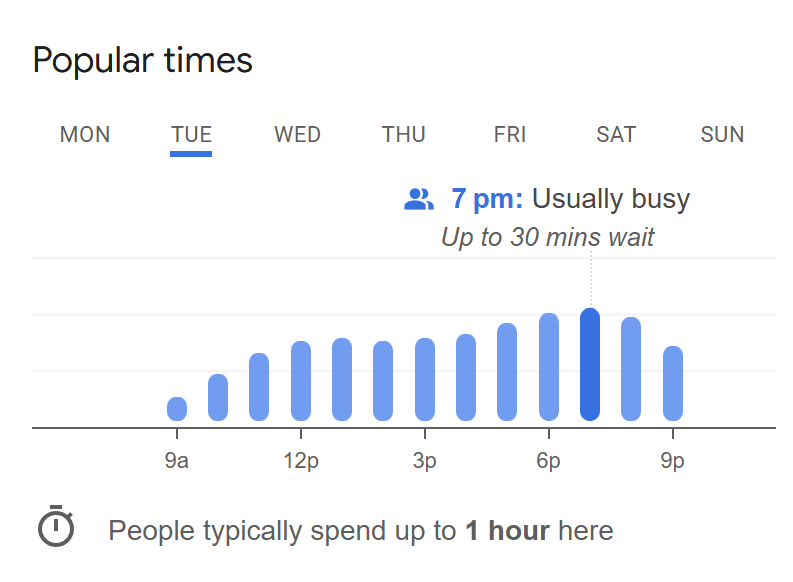 Popular times
MON TUE WED THU FRI SAT SUN
7 pm: Usually busy
Up to 30 mins wait
9a 12p 3p 6p 9p
People typically spend up to 1 hour here